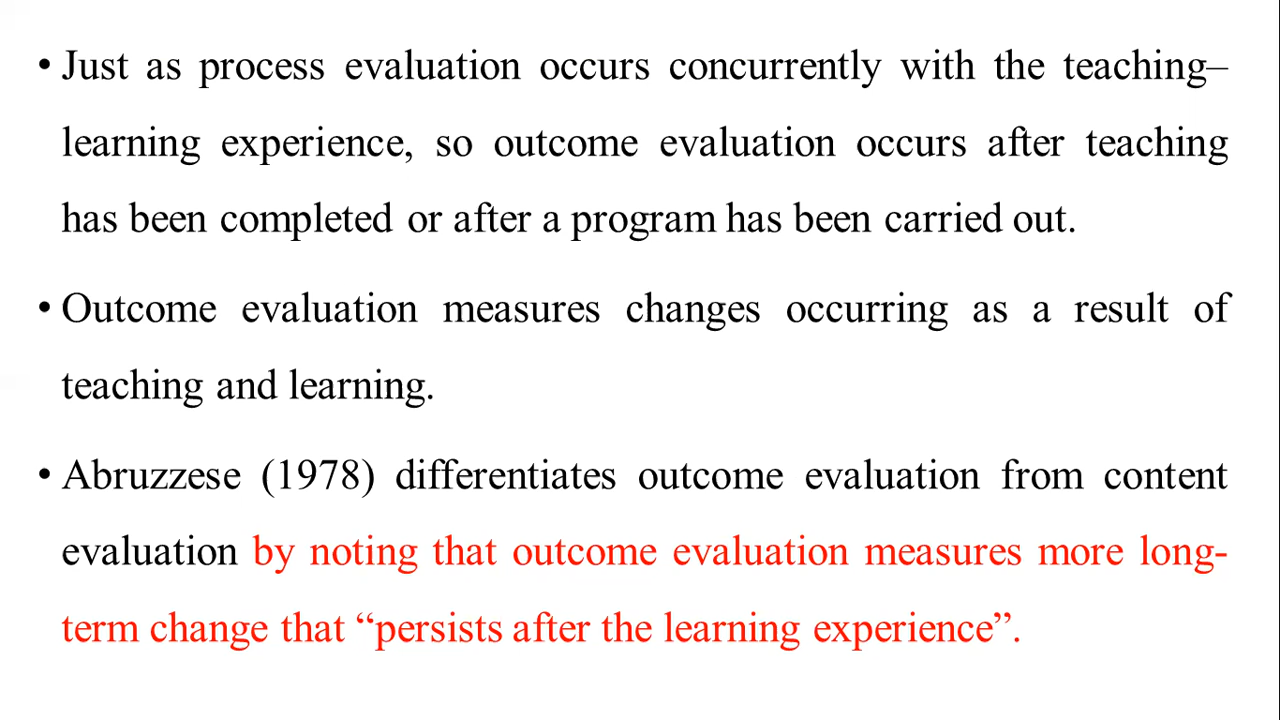 • Just as process evaluation occurs concurrently with the teaching–
learning experience, so outcome evaluation occurs after teaching
has been completed or after a program has been carried out.
• Outcome evaluation measures changes occurring as a result of
teaching and learning.
• Abruzzese (1978) differentiates outcome evaluation from content
evaluation by noting that outcome evaluation measures more long-
term change that “persists after the learning experience”.